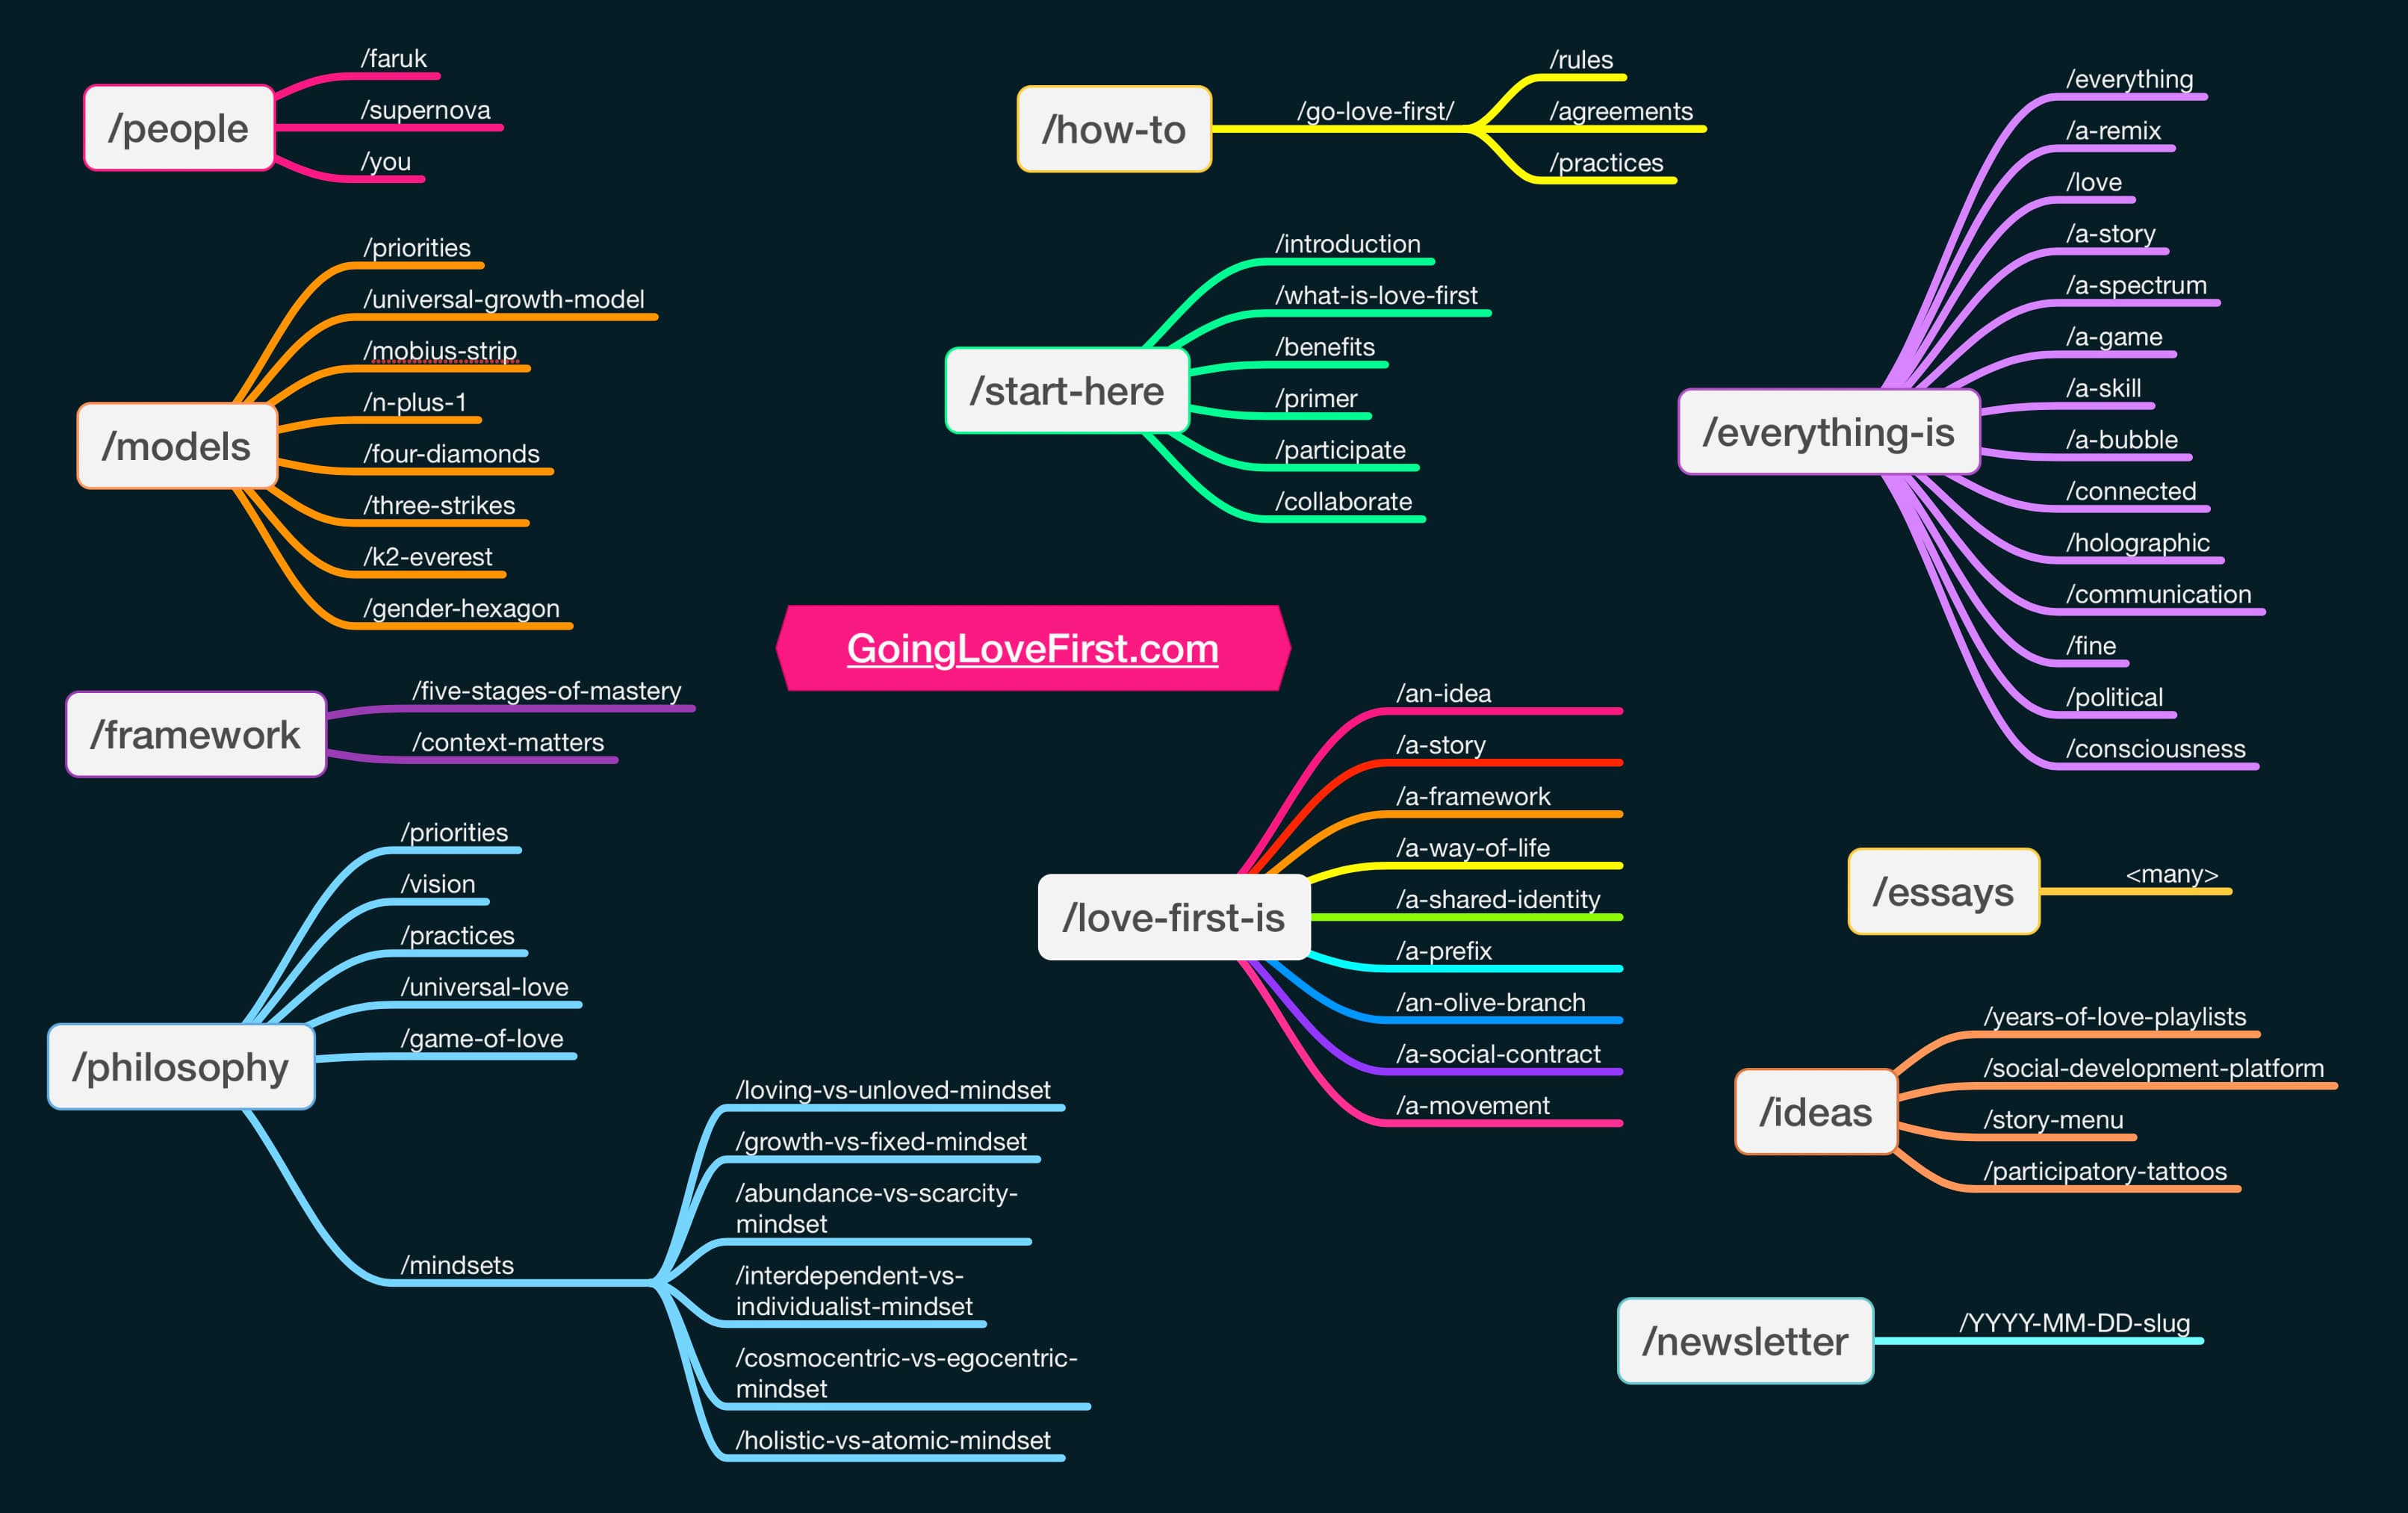 /people
/faruk
/supernova
/you
/models
/priorities
/universal-growth-model
/mobius-strip
/n-plus-1
/four-diamonds
/three-strikes
/k2-everest
/gender-hexagon
/framework
/five-stages-of-mastery
/context-matters
/philosophy
/priorities
/vision
/practices
/universal-love
/game-of-love
/mindsets
/loving-vs-unloved-mindset
/growth-vs-fixed-mindset
/abundance-vs-scarcity-
mindset
/interdependent-vs-
individualist-mindset
/cosmocentric-vs-egocentric-
mindset
/holistic-vs-atomic-mindset
/how-to
/go-love-first/
/rules
/agreements
/practices
/start-here
/introduction
/what-is-love-first
/benefits
/primer
/participate
/collaborate
GoingLoveFirst.com
/love-first-is
/an-idea
/a-story
/a-framework
/a-way-of-life
/a-shared-identity
/a-prefix
/an-olive-branch
/a-social-contract
/a-movement
/everything-is
/everything
/a-remix
/love
/a-story
/a-spectrum
/a-game
/a-skill
/a-bubble
/connected
/holographic
/communication
/fine
/political
/consciousness
/essays
<many>
/ideas
/years-of-love-playlists
/social-development-platform
/story-menu
/participatory-tattoos
/newsletter
/YYYY-MM-DD-slug